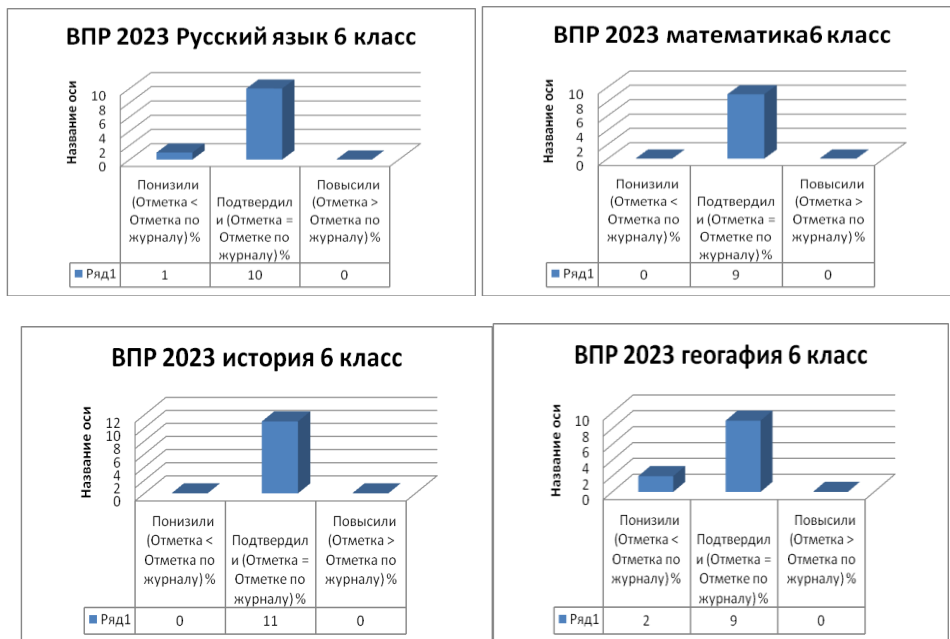 ВПР 2023 Русский язык 6 класс
Название оси
10
8
6
4
2
0
Понизили
(Отметка <
Отметка по
журналу) %
Подтвердил
и (Отметка =
Отметке по
журналу) %
Повысили
(Отметка >
Отметка по
журналу) %
Ряд1 1 10 0
ВПР 2023 математика6 класс
Название оси
10
8
6
4
2
0
Понизили
(Отметка <
Отметка по
журналу) %
Подтвердил
и (Отметка =
Отметке по
журналу) %
Повысили
(Отметка >
Отметка по
журналу) %
Ряд1 0 9 0
ВПР 2023 история 6 класс
Название оси
12
10
8
6
4
2
0
Понизили
(Отметка <
Отметка по
журналу) %
Подтвердил
и (Отметка =
Отметке по
журналу) %
Повысили
(Отметка >
Отметка по
журналу) %
Ряд1 0 11 0
ВПР 2023 геогафия 6 класс
Название оси
10
8
6
4
2
0
Понизили
(Отметка <
Отметка по
журналу) %
Подтвердил
и (Отметка =
Отметке по
журналу) %
Повысили
(Отметка >
Отметка по
журналу) %
Ряд1 2 9 0